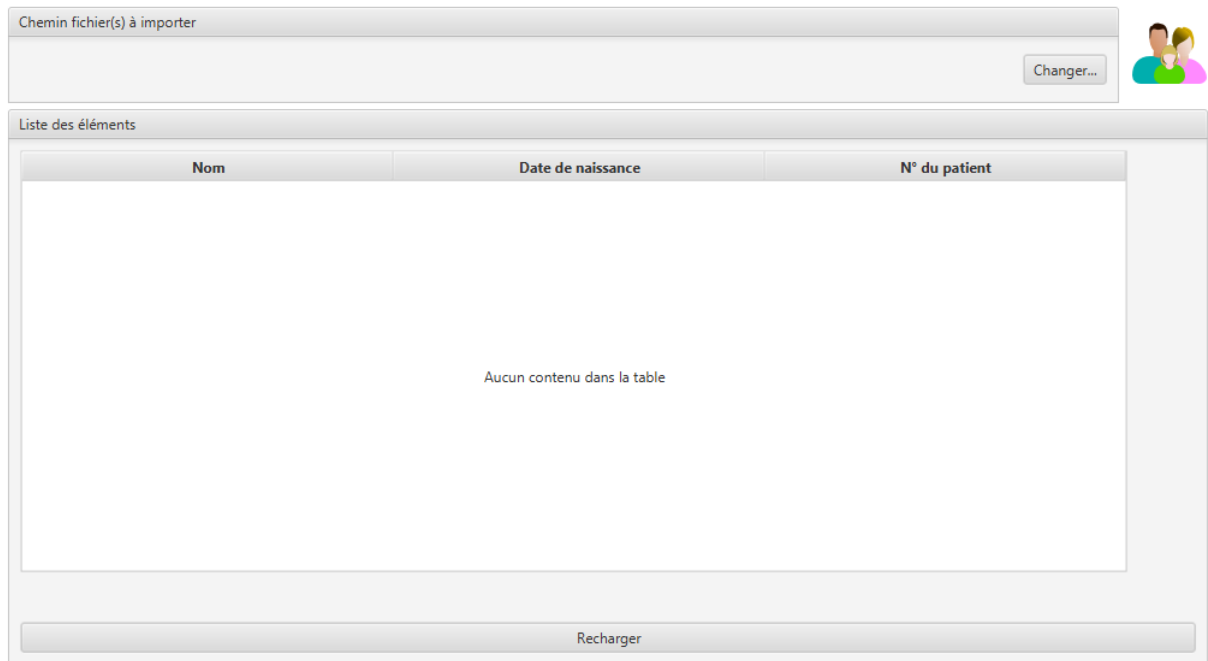 Chemin fichier(s) à importer
Changer...
Liste des éléments
Nom Date de naissance N° du patient
Aucun contenu dans la table
Recharger